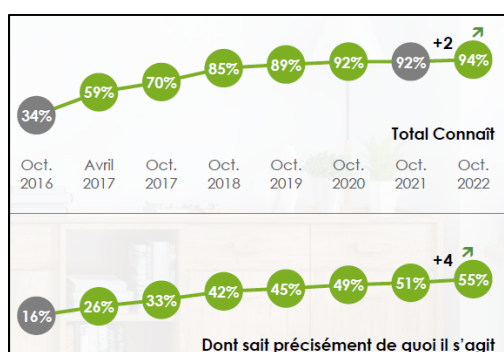 +2
34% 59% 70% 85% 89% 92% 92% 94%
Total Connaît
Oct. Avril Oct. Oct. Oct. Oct. Oct. Oct.
2016 2017 2017 2018 2019 2020 2021 2022
+4
16% 26% 33% 42% 45% 49% 51% 55%
Dont sait précisément de quoi il s'agit